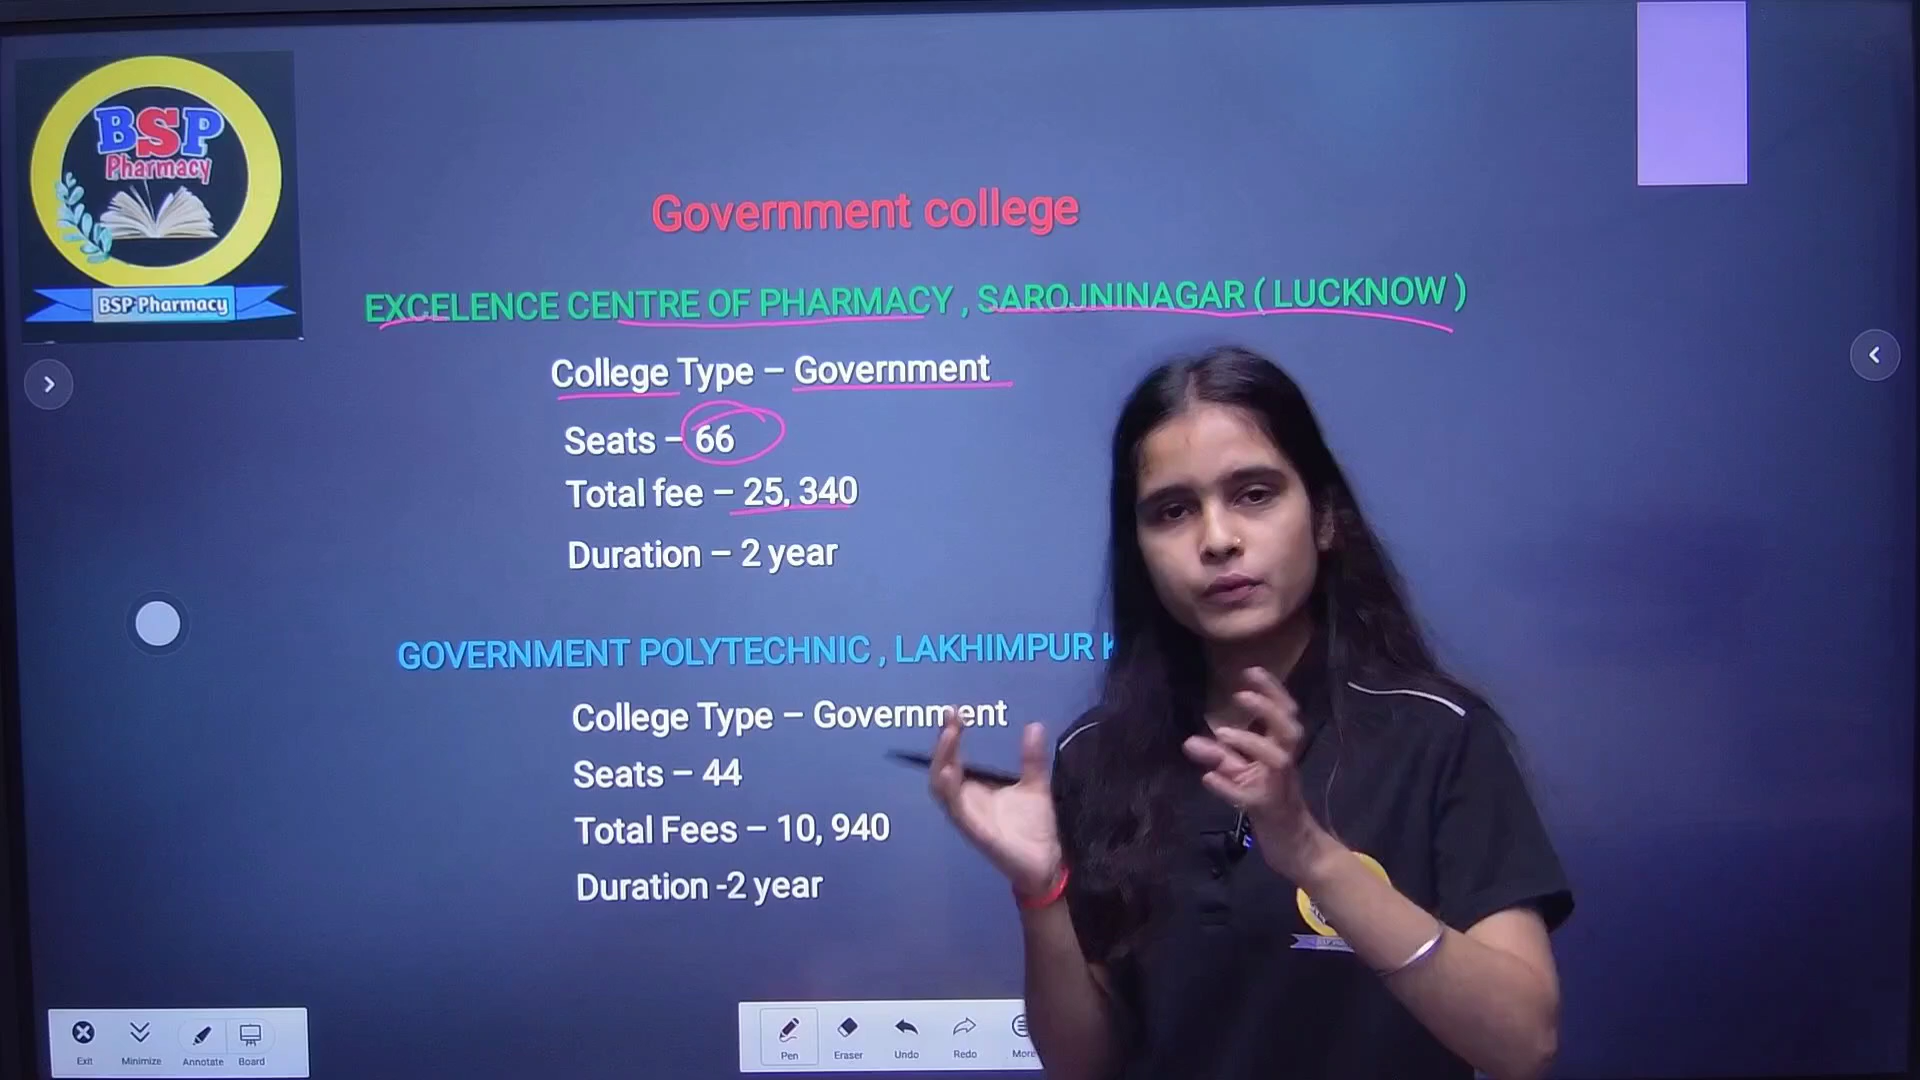 BSP
Pharmacy
BSP Pharmacy
Government college
EXCELENCE CENTRE OF PHARMACY , SAROJNINAGAR ( LUCKNOW )
College Type – Government
Seats – 66
Total fee – 25, 340
Duration – 2 year
GOVERNMENT POLYTECHNIC , LAKHIMPUR
College Type – Government
Seats – 44
Total Fees – 10, 940
Duration -2 year
Exit
Minimize
Annotate
Board
Pen
Eraser
Undo
Redo
More